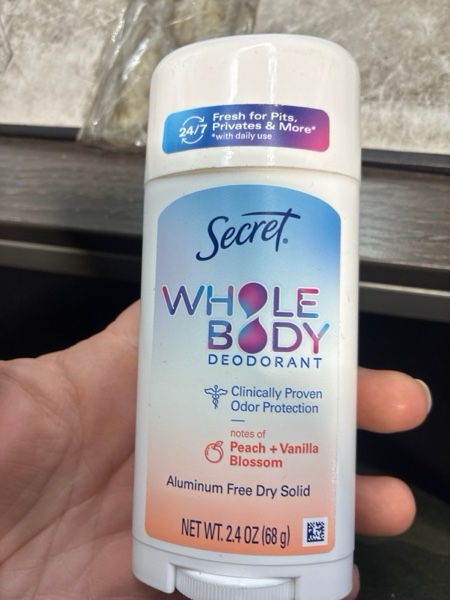 24/7
Fresh for Pits,
Privates & More*
*with daily use
Secret®
WHOLE
BODY
DEODORANT
Clinically Proven
Odor Protection
notes of
Peach + Vanilla
Blossom
Aluminum Free Dry Solid
NET WT. 2.4 OZ (68 g)